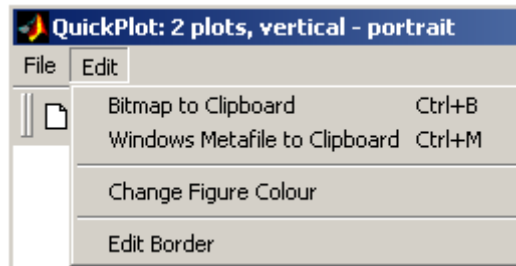 QuickPlot: 2 plots, vertical - portrait
File Edit
Bitmap to Clipboard Ctrl+B
Windows Metafile to Clipboard Ctrl+M
Change Figure Colour
Edit Border